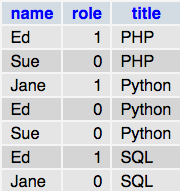 name role title
Ed 1 PHP
Sue 0 PHP
Jane 1 Python
Ed 0 Python
Sue 0 Python
Ed 1 SQL
Jane 0 SQL